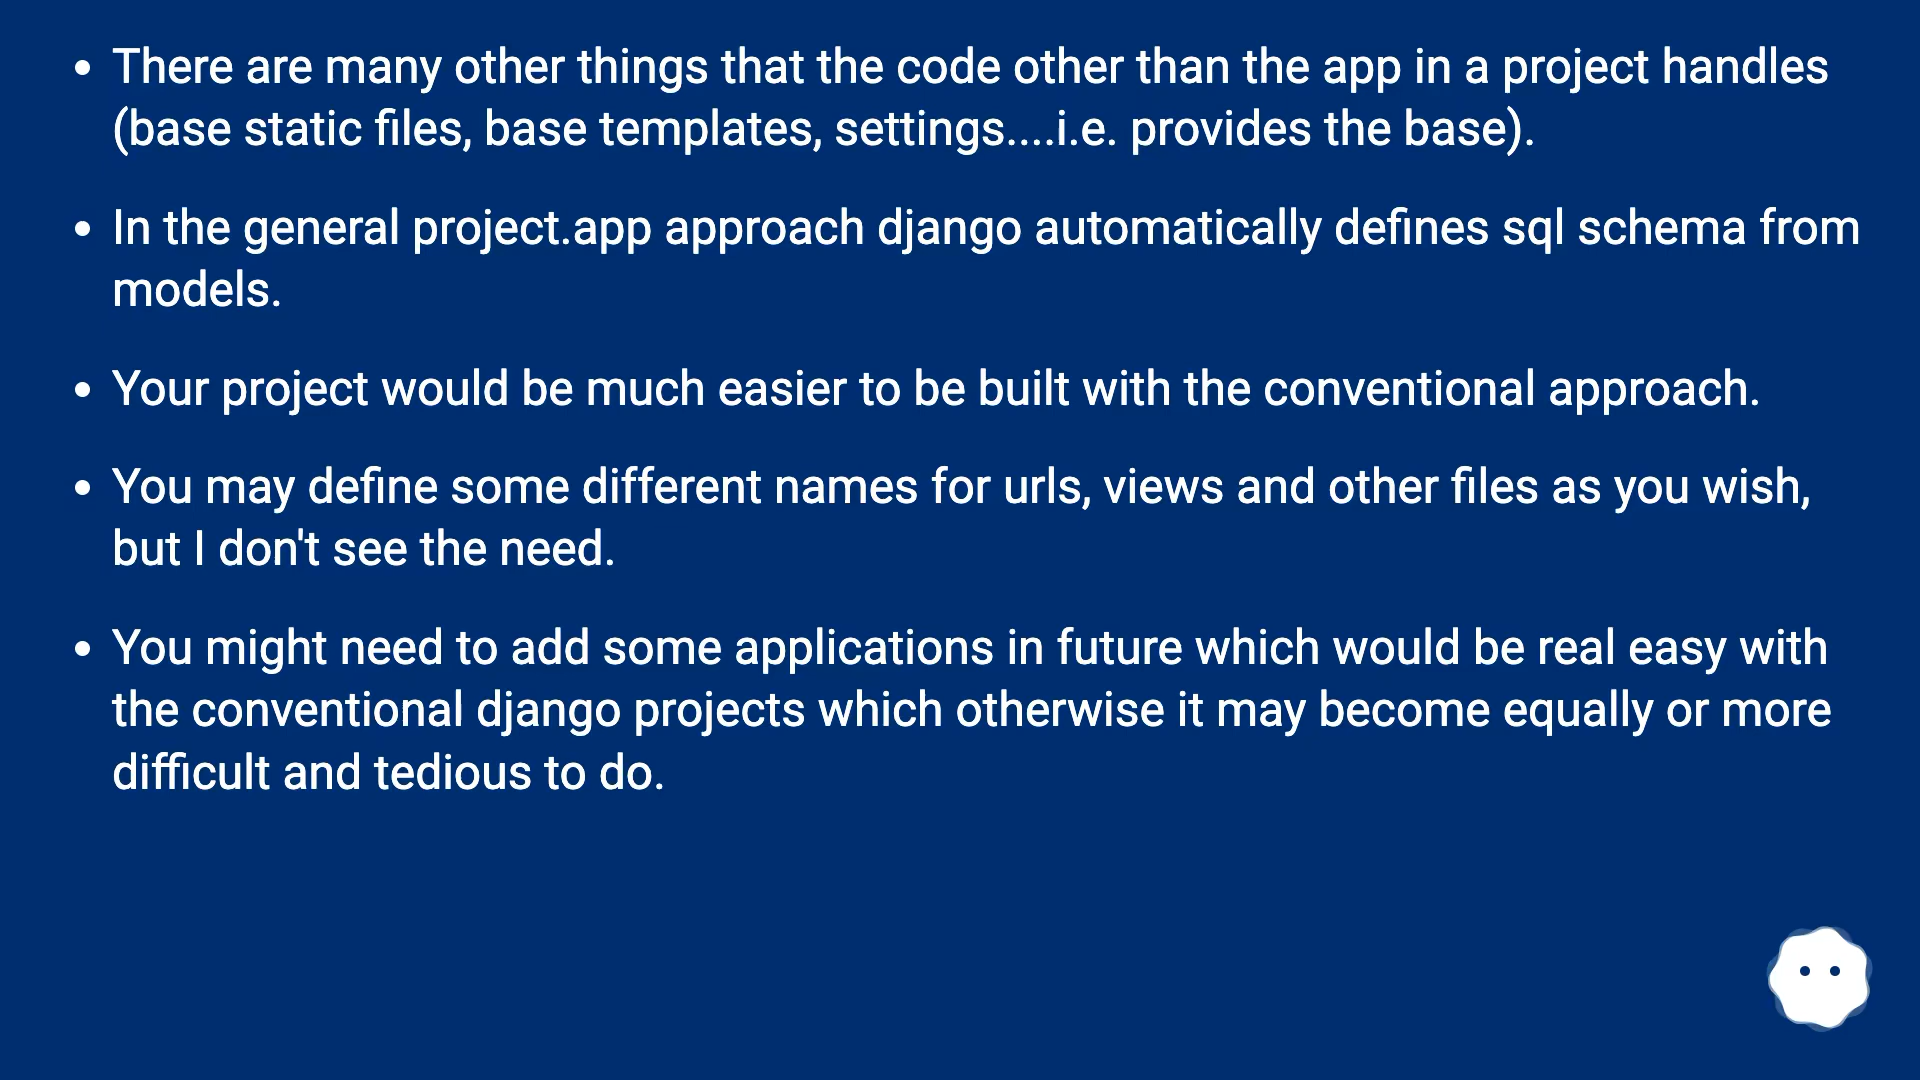 • There are many other things that the code other than the app in a project handles
(base static files, base templates, settings....i.e. provides the base).
• In the general project.app approach django automatically defines sql schema from
models.
• Your project would be much easier to be built with the conventional approach.
• You may define some different names for urls, views and other files as you wish,
but I don't see the need.
• You might need to add some applications in future which would be real easy with
the conventional django projects which otherwise it may become equally or more
difficult and tedious to do.